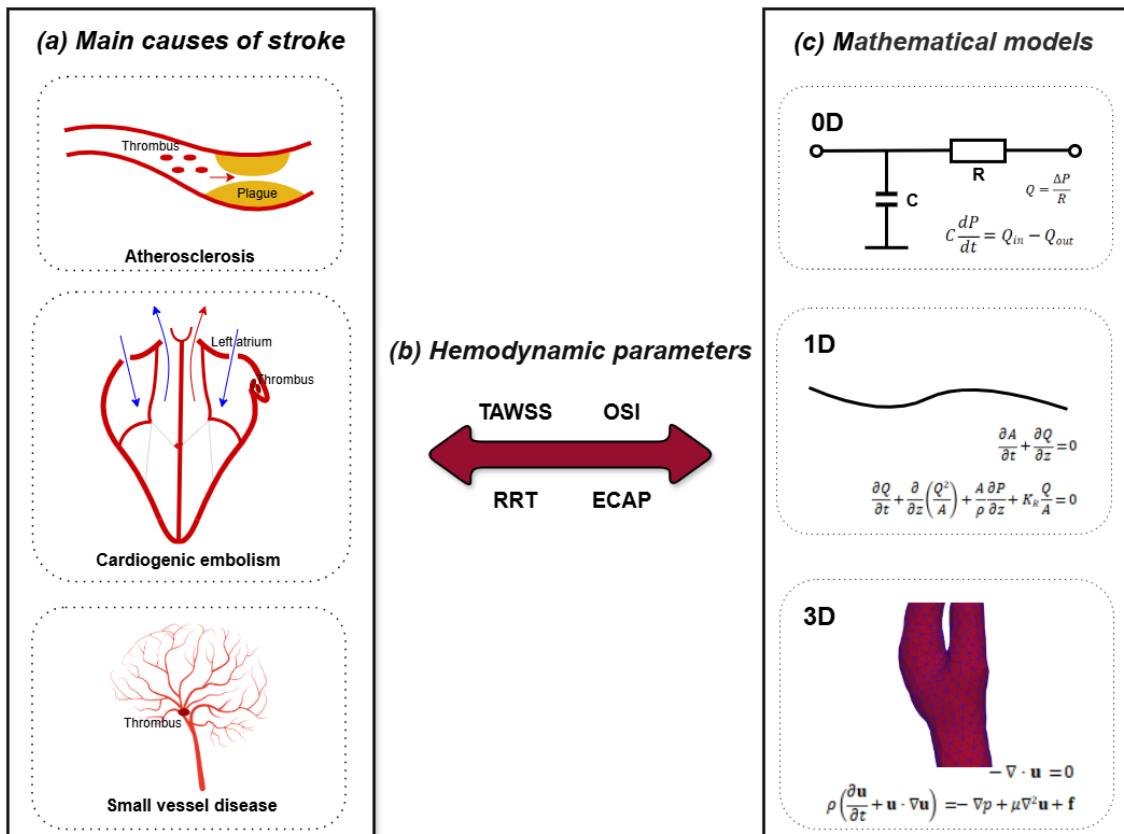 (a) Main causes of stroke
Thrombus
Plague
Atherosclerosis
Left atrium
Thrombus
Cardiogenic embolism
Thrombus
Small vessel disease
(b) Hemodynamic parameters
TAWSS OSI
RRT ECAP
(c) Mathematical models
0D
R
C
Q = ΔP/R
C dP/dt = Q_in − Q_out
1D
∂A/∂t + ∂Q/∂z = 0
∂Q/∂t + ∂/∂z (Q²/A) + A/ρ ∂P/∂z + K_R Q/A = 0
3D
− ∇ · u = 0
ρ(∂u/∂t + u · ∇u) = − ∇p + μ∇²u + f